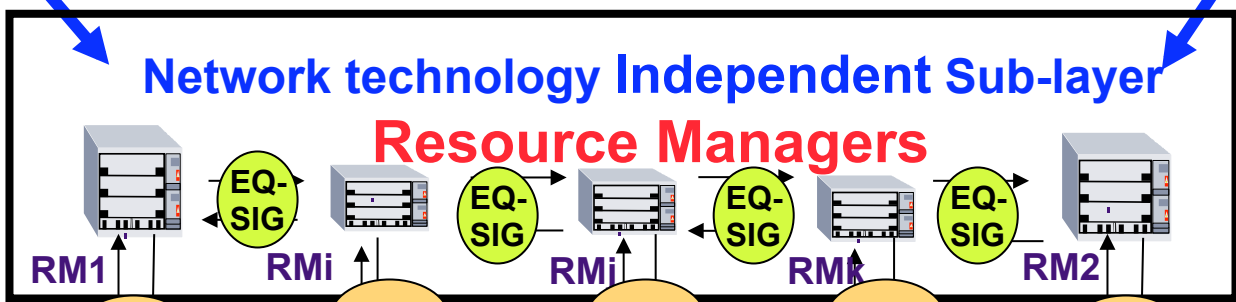 Network technology Independent Sub-layer
Resource Managers
EQ-
SIG
EQ-
SIG
EQ-
SIG
EQ-
SIG
RM1
RMi
RMj
RMk
RM2